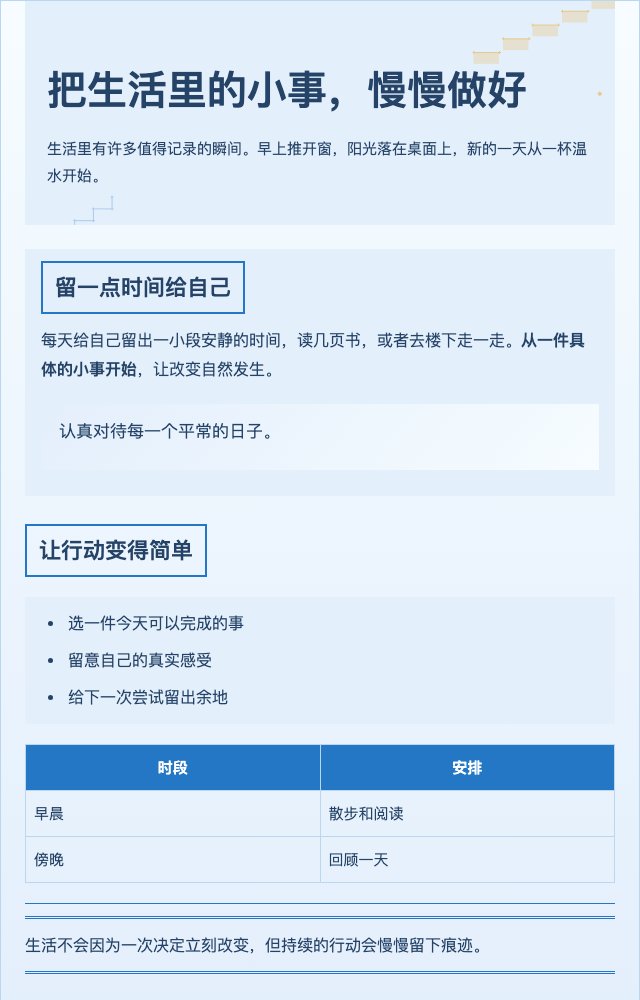 把生活里的小事，慢慢做好
生活里有许多值得记录的瞬间。早上推开窗，阳光落在桌面上，新的一天从一杯温
水开始。
留一点时间给自己
每天给自己留出一小段安静的时间，读几页书，或者去楼下走一走。从一件具
体的小事开始，让改变自然发生。
认真对待每一个平常的日子。
让行动变得简单
• 选一件今天可以完成的事
• 留意自己的真实感受
• 给下一次尝试留出余地
时段 安排
早晨 散步和阅读
傍晚 回顾一天
生活不会因为一次决定立刻改变，但持续的行动会慢慢留下痕迹。